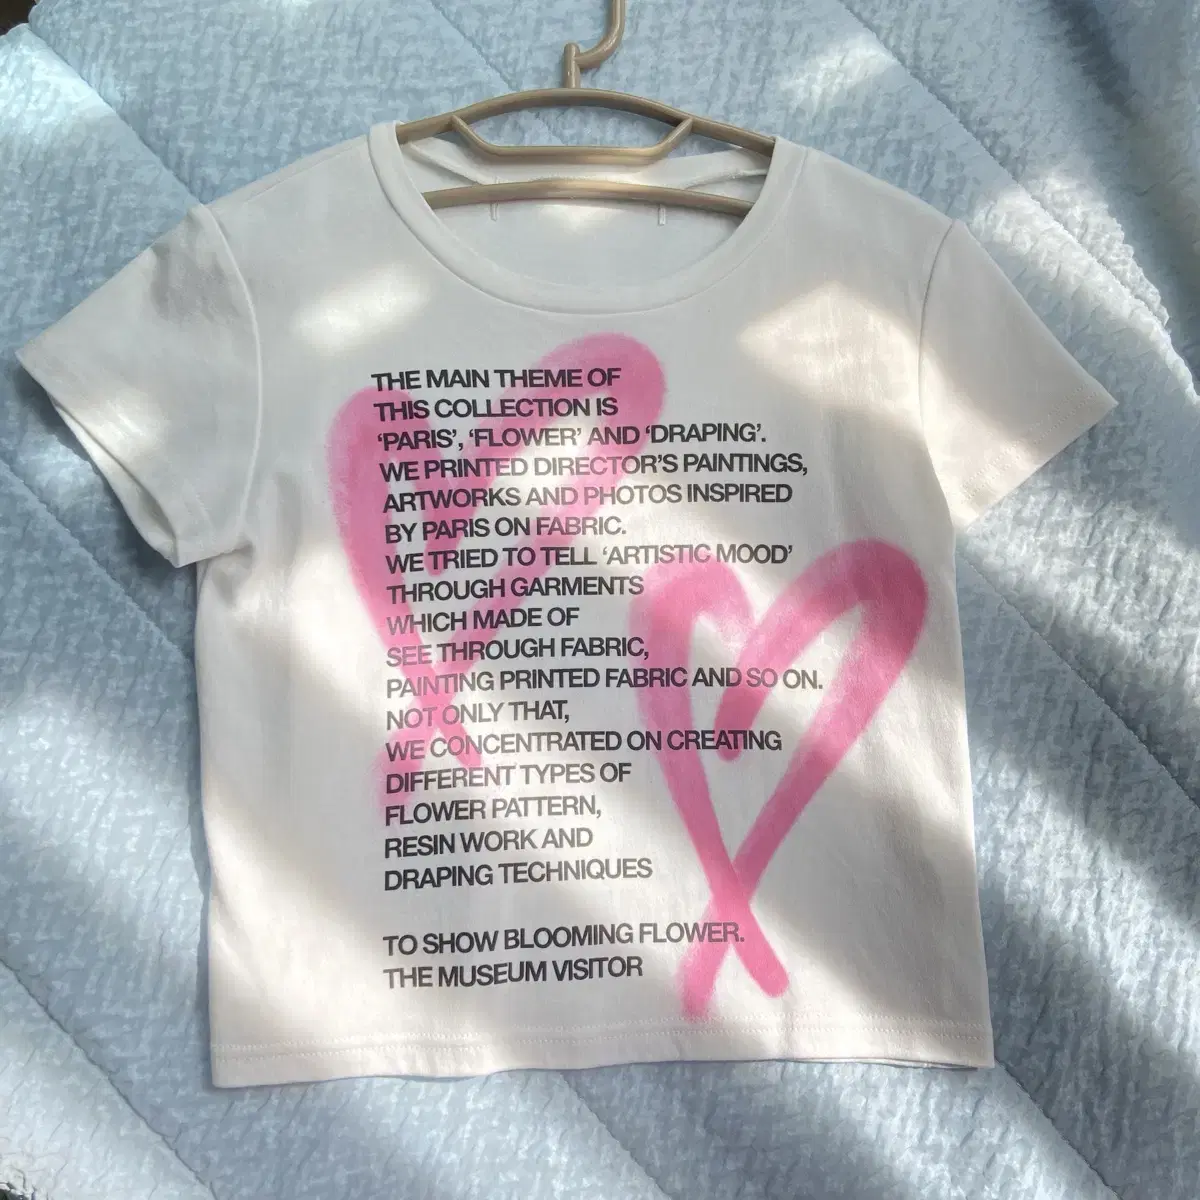 THE MAIN THEME OF
THIS COLLECTION IS
‘PARIS’, ‘FLOWER’ AND ‘DRAPING’.
WE PRINTED DIRECTOR’S PAINTINGS,
ARTWORKS AND PHOTOS INSPIRED
BY PARIS ON FABRIC.
WE TRIED TO TELL ‘ARTISTIC MOOD’
THROUGH GARMENTS
WHICH MADE OF
SEE THROUGH FABRIC,
PAINTING PRINTED FABRIC AND SO ON.
NOT ONLY THAT,
WE CONCENTRATED ON CREATING
DIFFERENT TYPES OF
FLOWER PATTERN,
RESIN WORK AND
DRAPING TECHNIQUES
TO SHOW BLOOMING FLOWER.
THE MUSEUM VISITOR